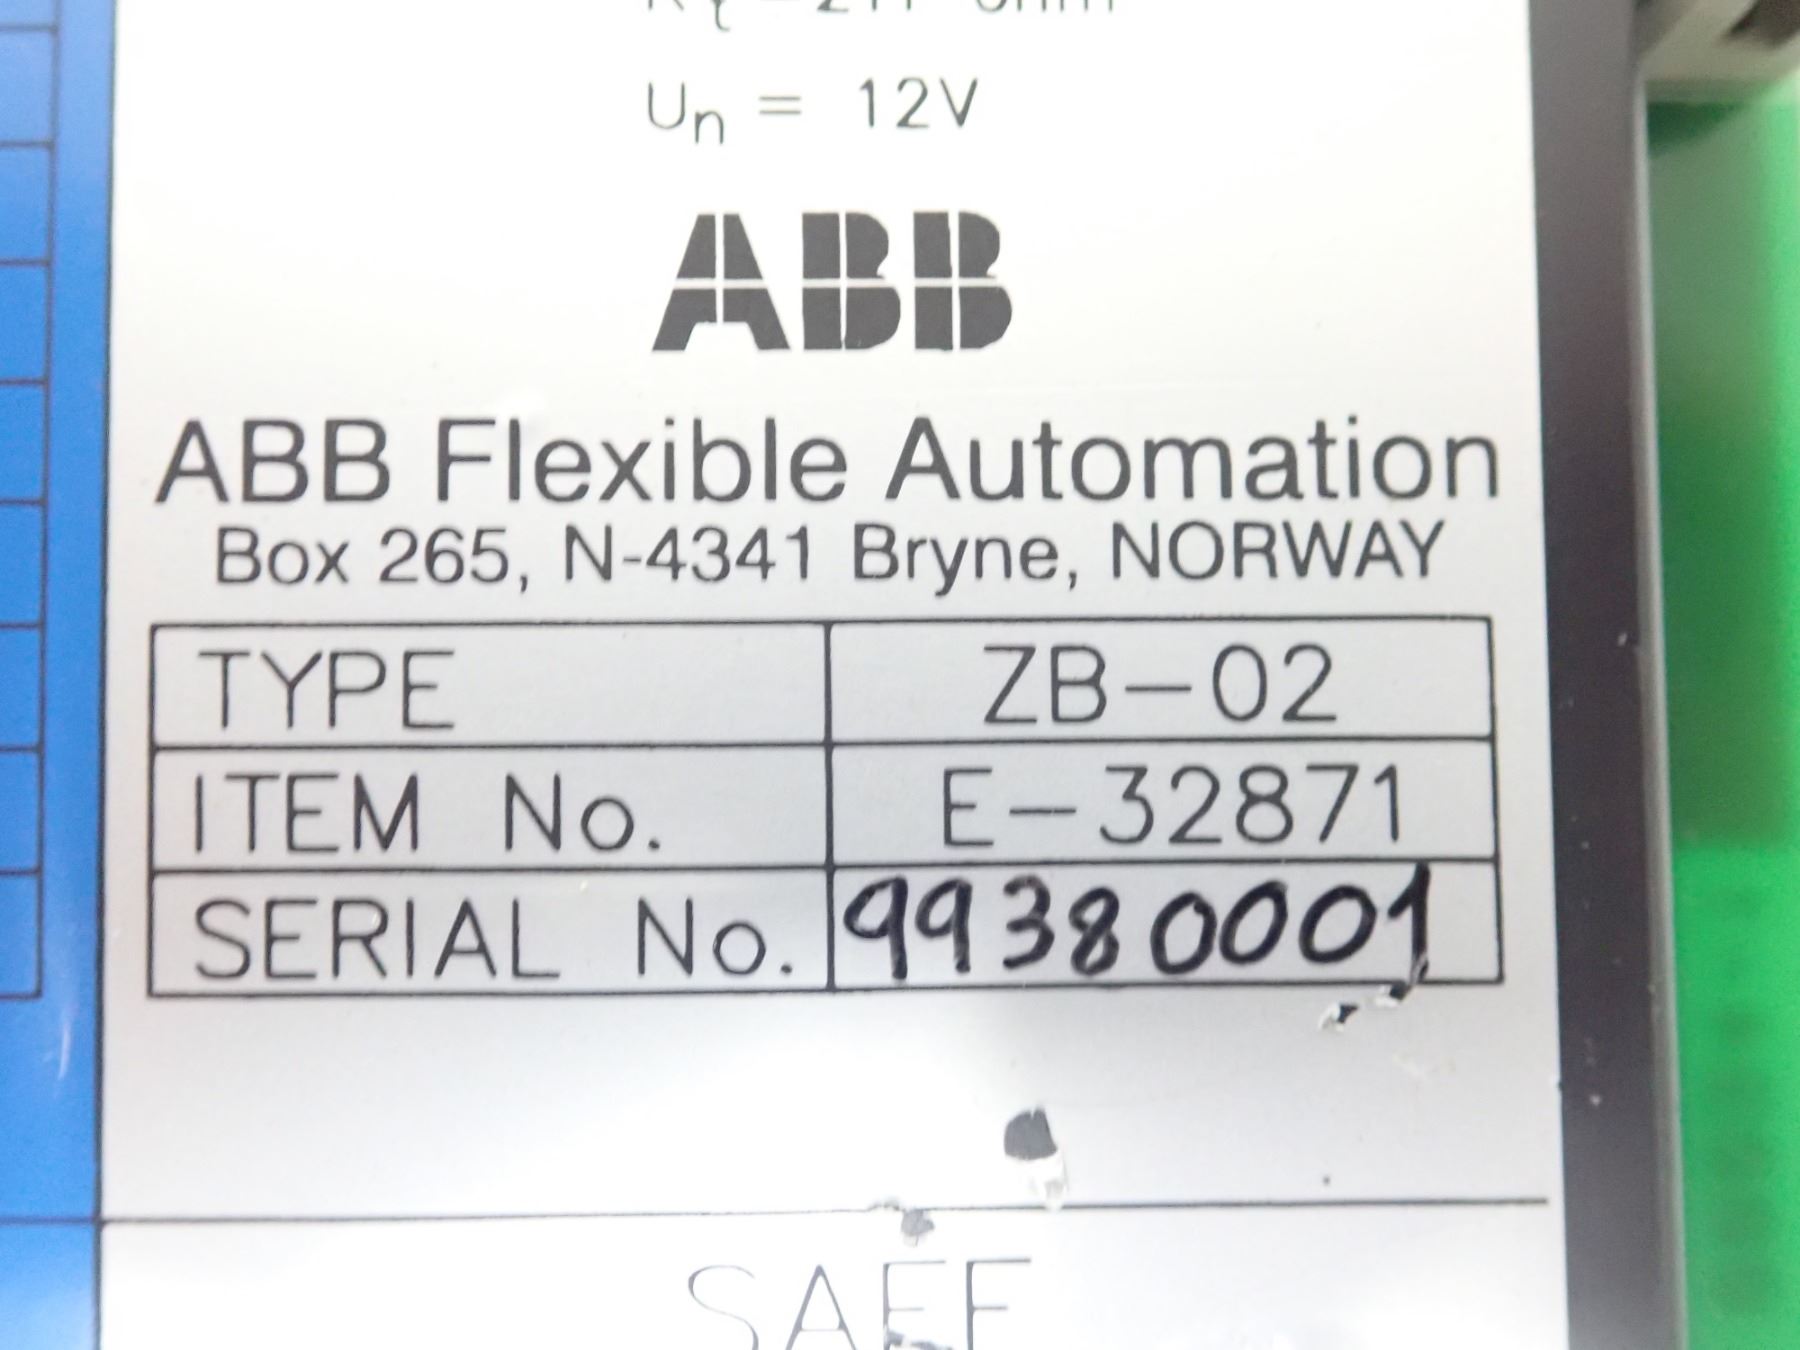 Un = 12V
ABB
ABB Flexible Automation
Box 265, N-4341 Bryne, NORWAY
TYPE ZB-02
ITEM No. E-32871
SERIAL No. 99380001